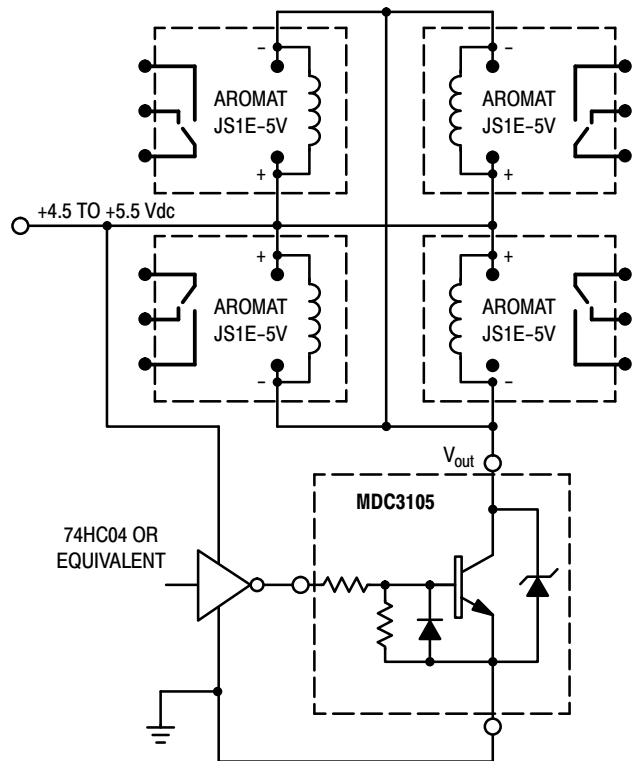 −
−
AROMAT
JS1E−5V
AROMAT
JS1E−5V
+
+
+4.5 TO +5.5 Vdc
+
+
AROMAT
JS1E−5V
AROMAT
JS1E−5V
−
−
Vout
MDC3105
74HC04 OR
EQUIVALENT